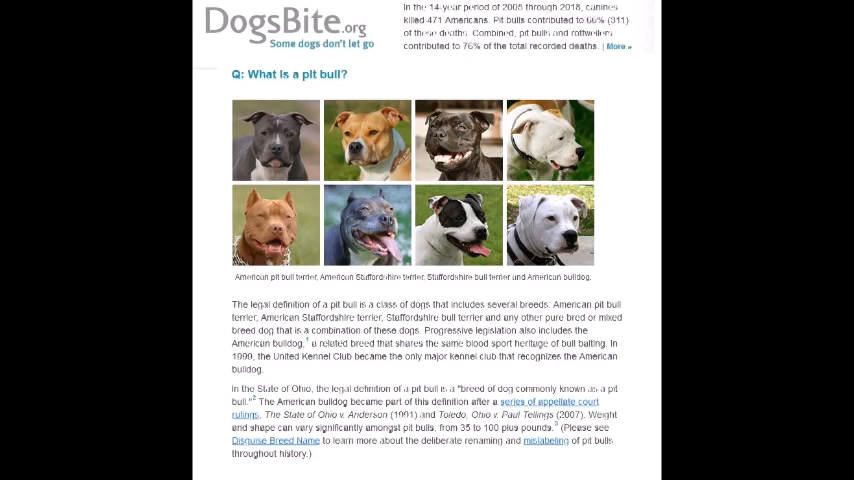 DogsBite.org
Some dogs don't let go
In the 14-year period of 2005 through 2018, canines
killed 471 Americans. Pit bulls contributed to 66% (311)
of these deaths. Combined, pit bulls and rottweilers
contributed to 76% of the total recorded deaths. | More »
Q: What is a pit bull?
American pit bull terrier, American Staffordshire terrier, Staffordshire bull terrier and American bulldog.
The legal definition of a pit bull is a class of dogs that includes several breeds: American pit bull
terrier, American Staffordshire terrier, Staffordshire bull terrier and any other pure bred or mixed
breed dog that is a combination of these dogs. Progressive legislation also includes the
American bulldog,1 a related breed that shares the same blood sport heritage of bull baiting. In
1999, the United Kennel Club became the only major kennel club that recognizes the American
bulldog.
In the State of Ohio, the legal definition of a pit bull is a "breed of dog commonly known as a pit
bull."2 The American bulldog became part of this definition after a series of appellate court
rulings, The State of Ohio v. Anderson (1991) and Toledo, Ohio v. Paul Tellings (2007). Weight
and shape can vary significantly amongst pit bulls, from 35 to 100 plus pounds.3 (Please see
Disguise Breed Name to learn more about the deliberate renaming and mislabeling of pit bulls
throughout history.)